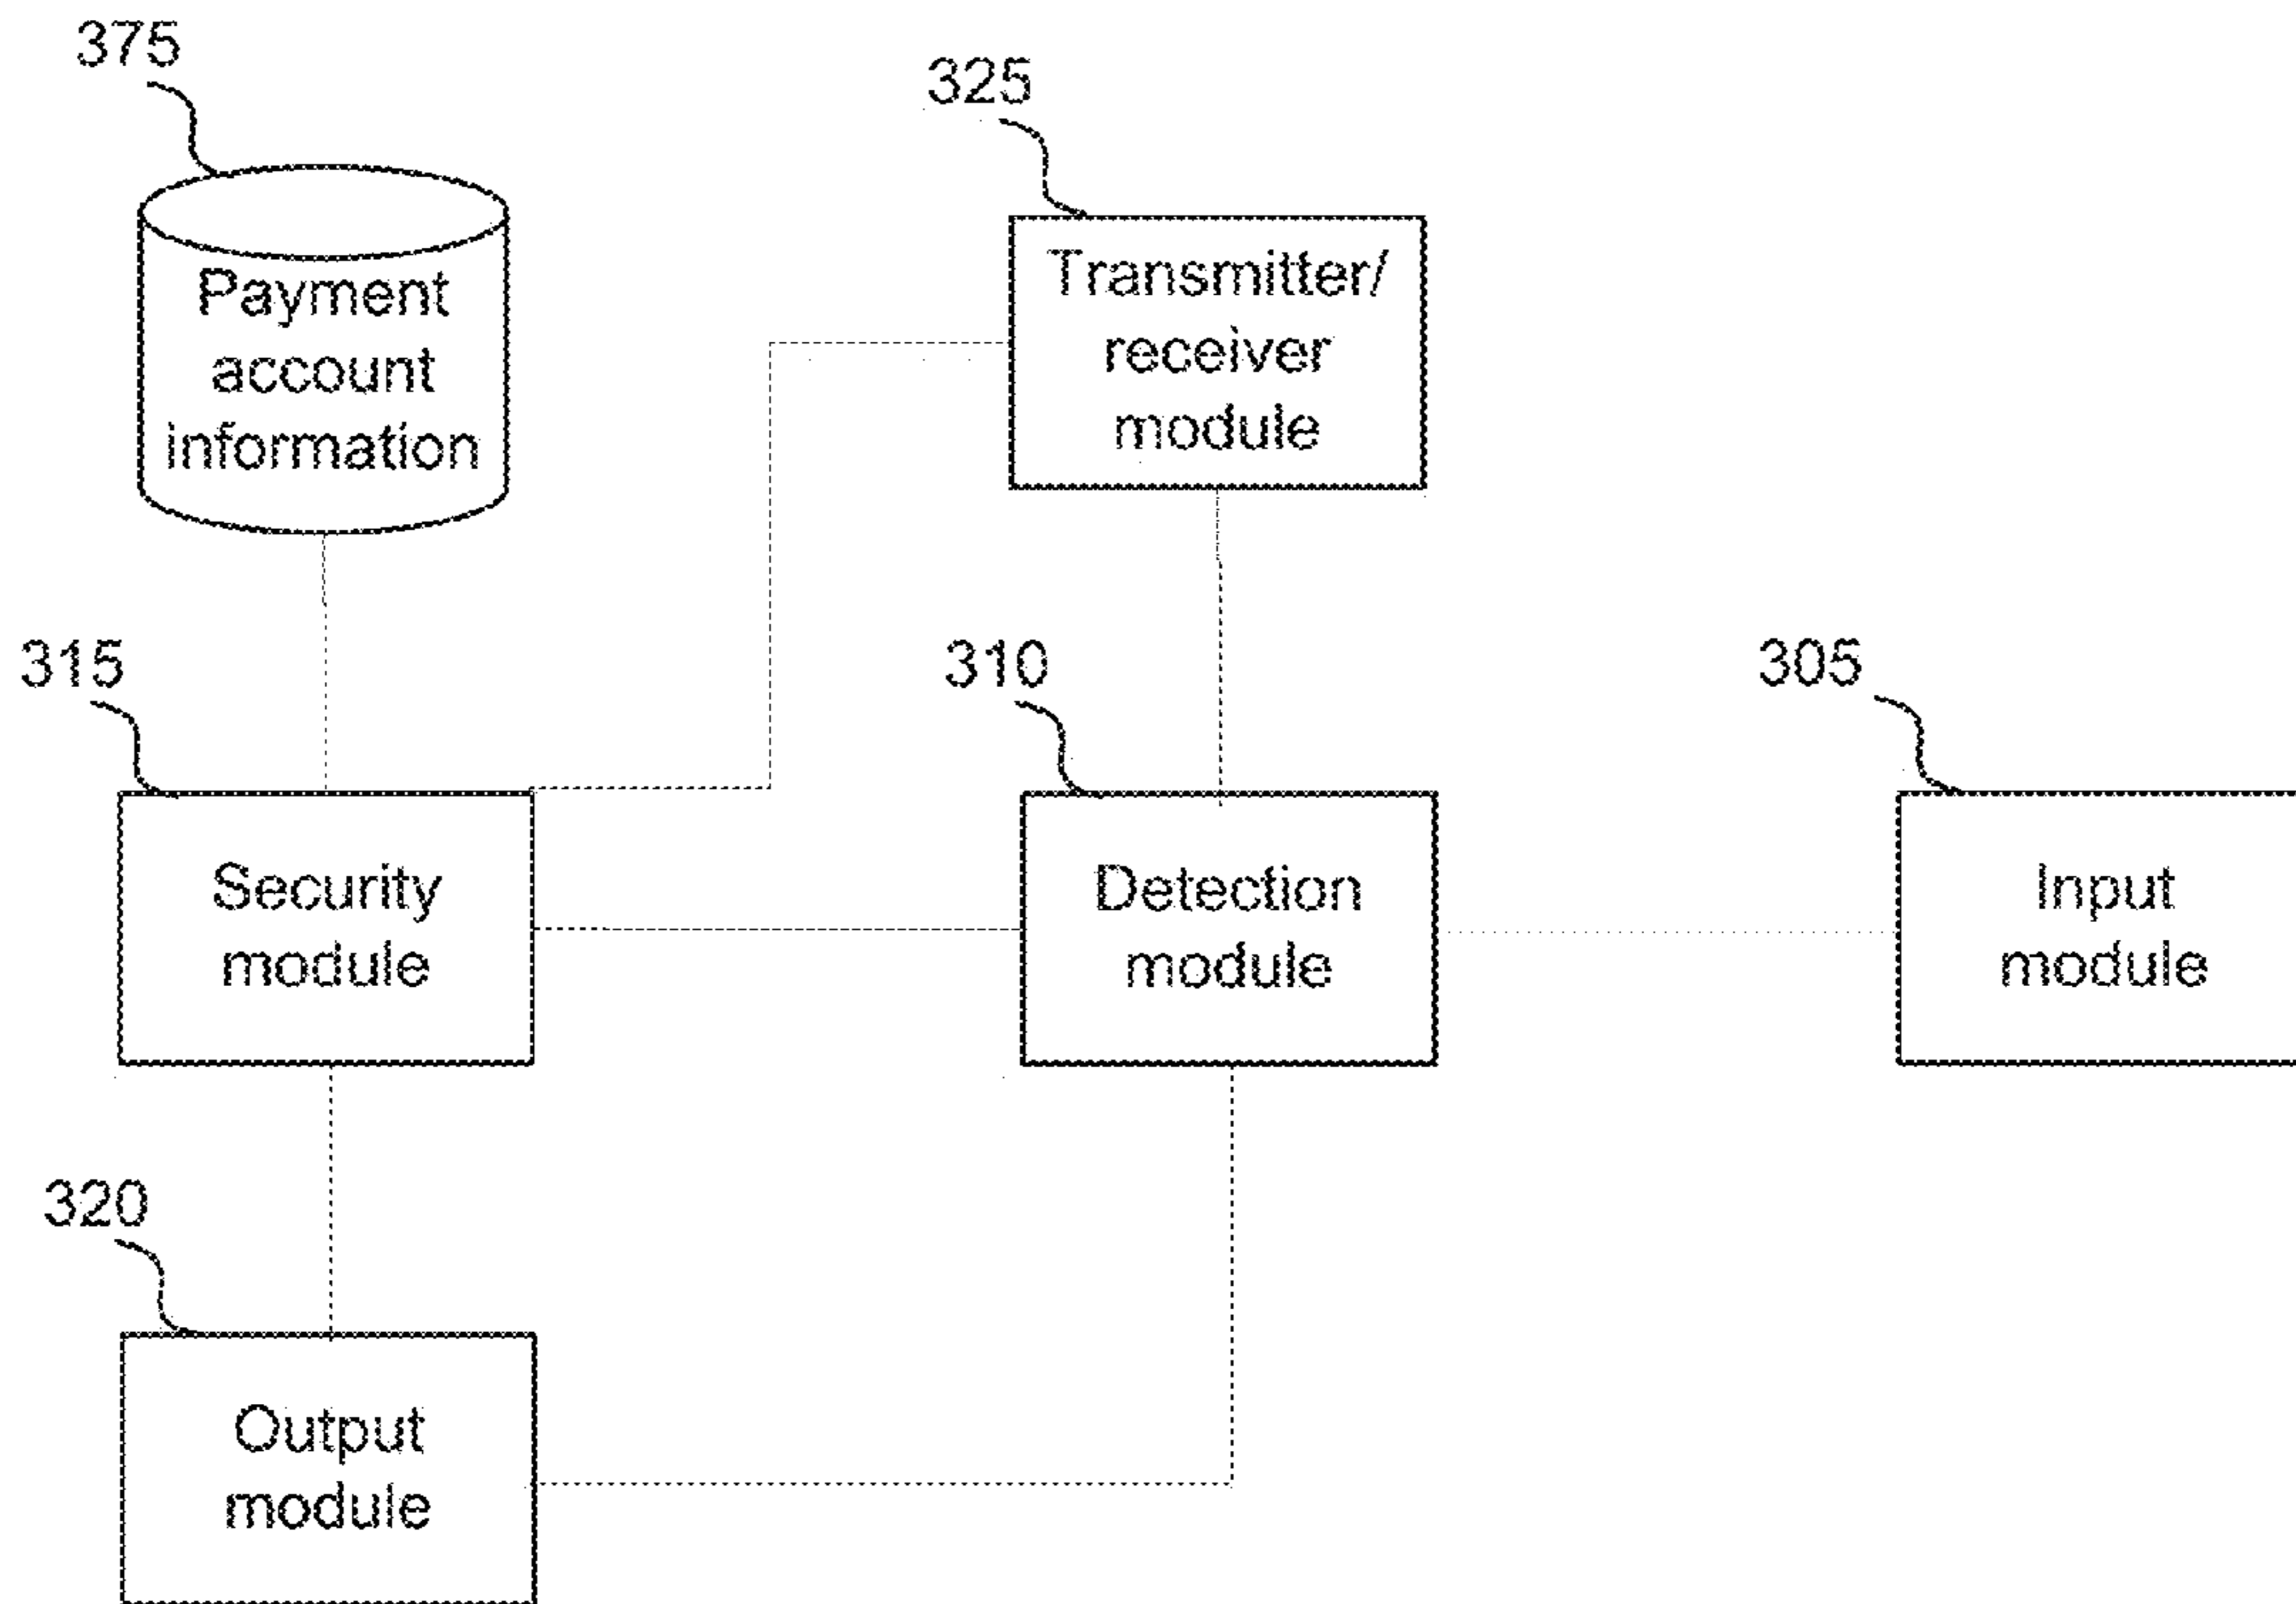 375
325
Payment
account
information
Transmitter/
receiver
module
315
310
305
Security
module
Detection
module
Input
module
320
Output
module